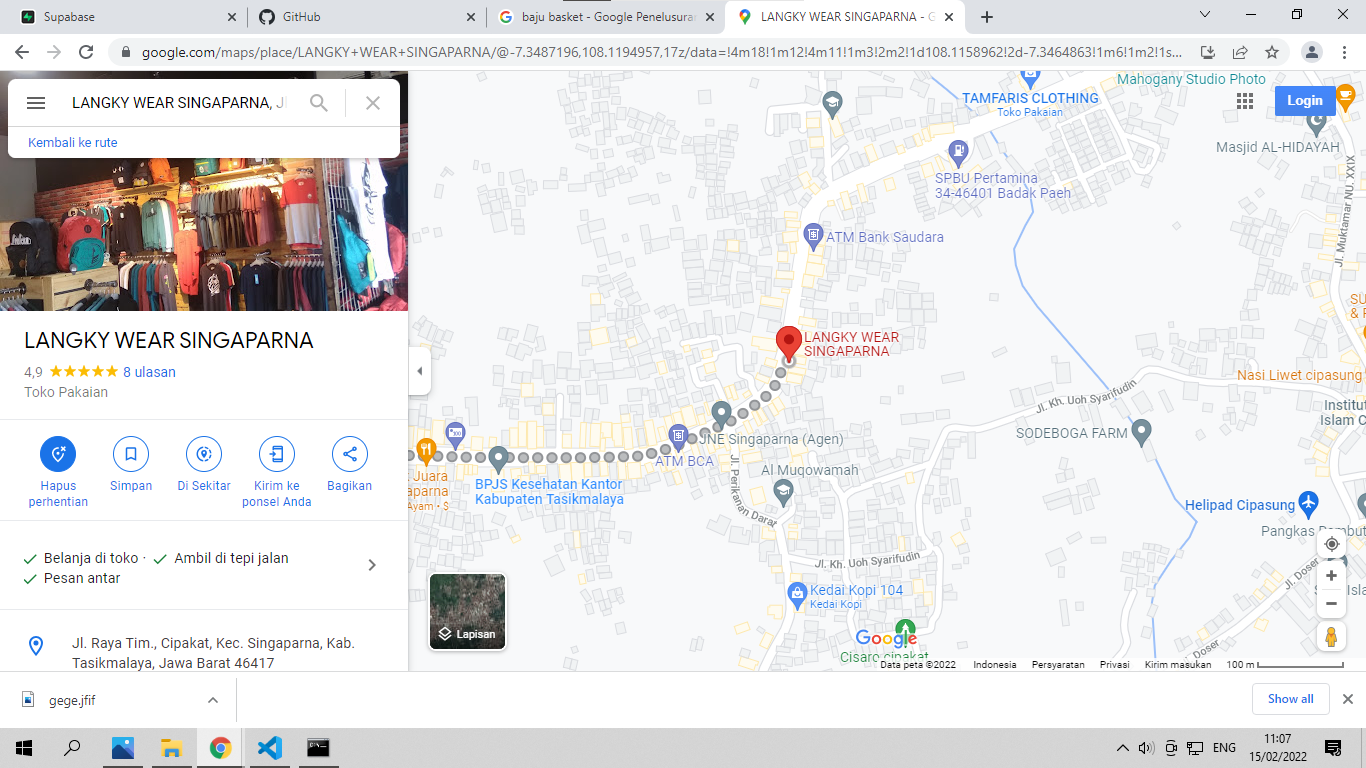 Supabase
GitHub
baju basket - Google Penelusura
LANGKY WEAR SINGAPARNA - G
google.com/maps/place/LANGKY+WEAR+SINGAPARNA/@-7.3487196,108.1194957,17z/data=!4m18!1m12!4m11!1m3!2m2!1d108.1158962!2d-7.3464863!1m6!1m2!1s...
LANGKY WEAR SINGAPARNA, Jl
Kembali ke rute
LANGKY WEAR SINGAPARNA
4,9
8 ulasan
Toko Pakaian
Hapus perhentian
Simpan
Di Sekitar
Kirim ke ponsel Anda
Bagikan
Belanja di toko ·
Ambil di tepi jalan
Pesan antar
Jl. Raya Tim., Cipakat, Kec. Singaparna, Kab.
Tasikmalaya, Jawa Barat 46417
Mahogany Studio Photo
TAMFARIS CLOTHING
Toko Pakaian
Login
Masjid AL-HIDAYAH
SPBU Pertamina
34-46401 Badak Paeh
Jl. Muktamar NU. XXIX
ATM Bank Saudara
SU
& F
LANGKY WEAR
SINGAPARNA
Nasi Liwet cipasung
Jl. Kh. Uoh Syarifudin
Institut
Islam C
SODEBOGA FARM
JNE Singaparna (Agen)
ATM BCA
Juara
aparna
Ayam • $
BPJS Kesehatan Kantor
Kabupaten Tasikmalaya
Jl. Perikanan Darat
Al Muqowamah
Helipad Cipasung
Pangkas Rambut
Jl. Kh. Uoh Syarifudin
Jl. Doser
Kedai Kopi 104
Kedai Kopi
Isla
Jl. Doser
Lapisan
Google
Cisaro cipakat
Data peta ©2022
Indonesia
Persyaratan
Privasi
Kirim masukan
100 m
gege.jfif
Show all
ENG
11:07
15/02/2022